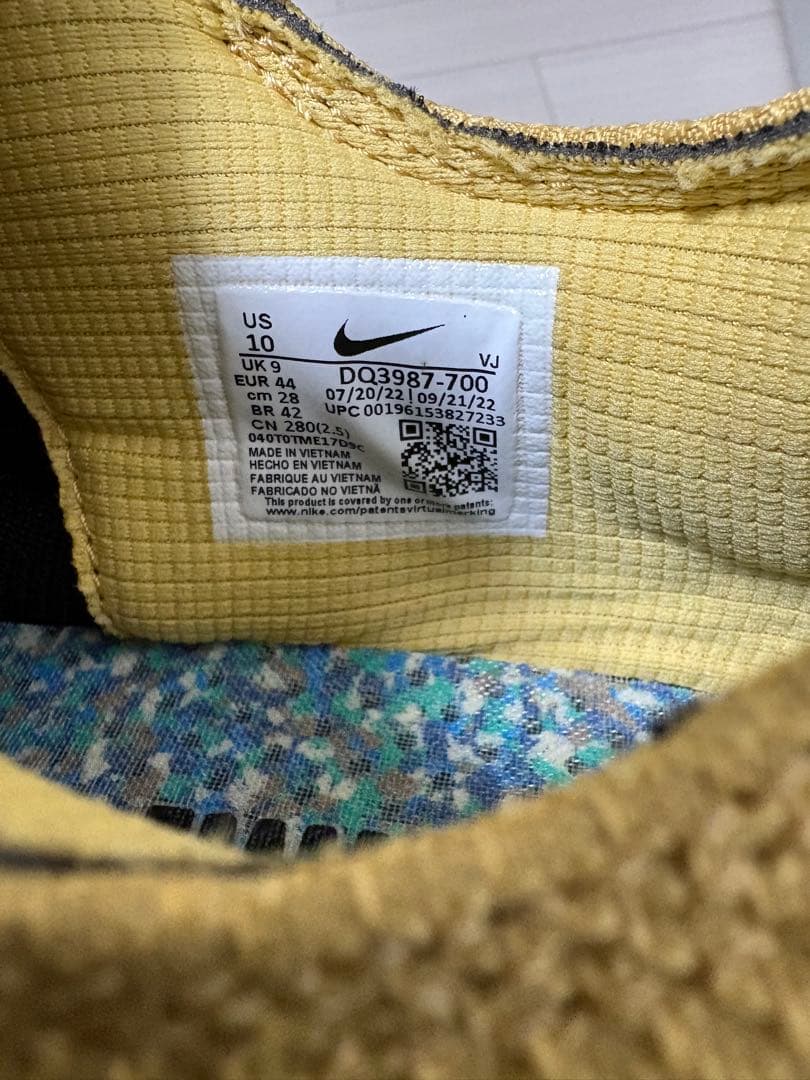 US
10
VJ
UK 9
EUR 44
cm 28
BR 42
CN 280(2.5)
DQ3987-700
07/20/22 | 09/21/22
UPC 00196153827233
040T0TME17D9C
MADE IN VIETNAM
HECHO EN VIETNAM
FABRIQUE AU VIETNAM
FABRICADO NO VIETNÃ
This product is covered by one or more patents:
www.nike.com/patentsvirtualmarking